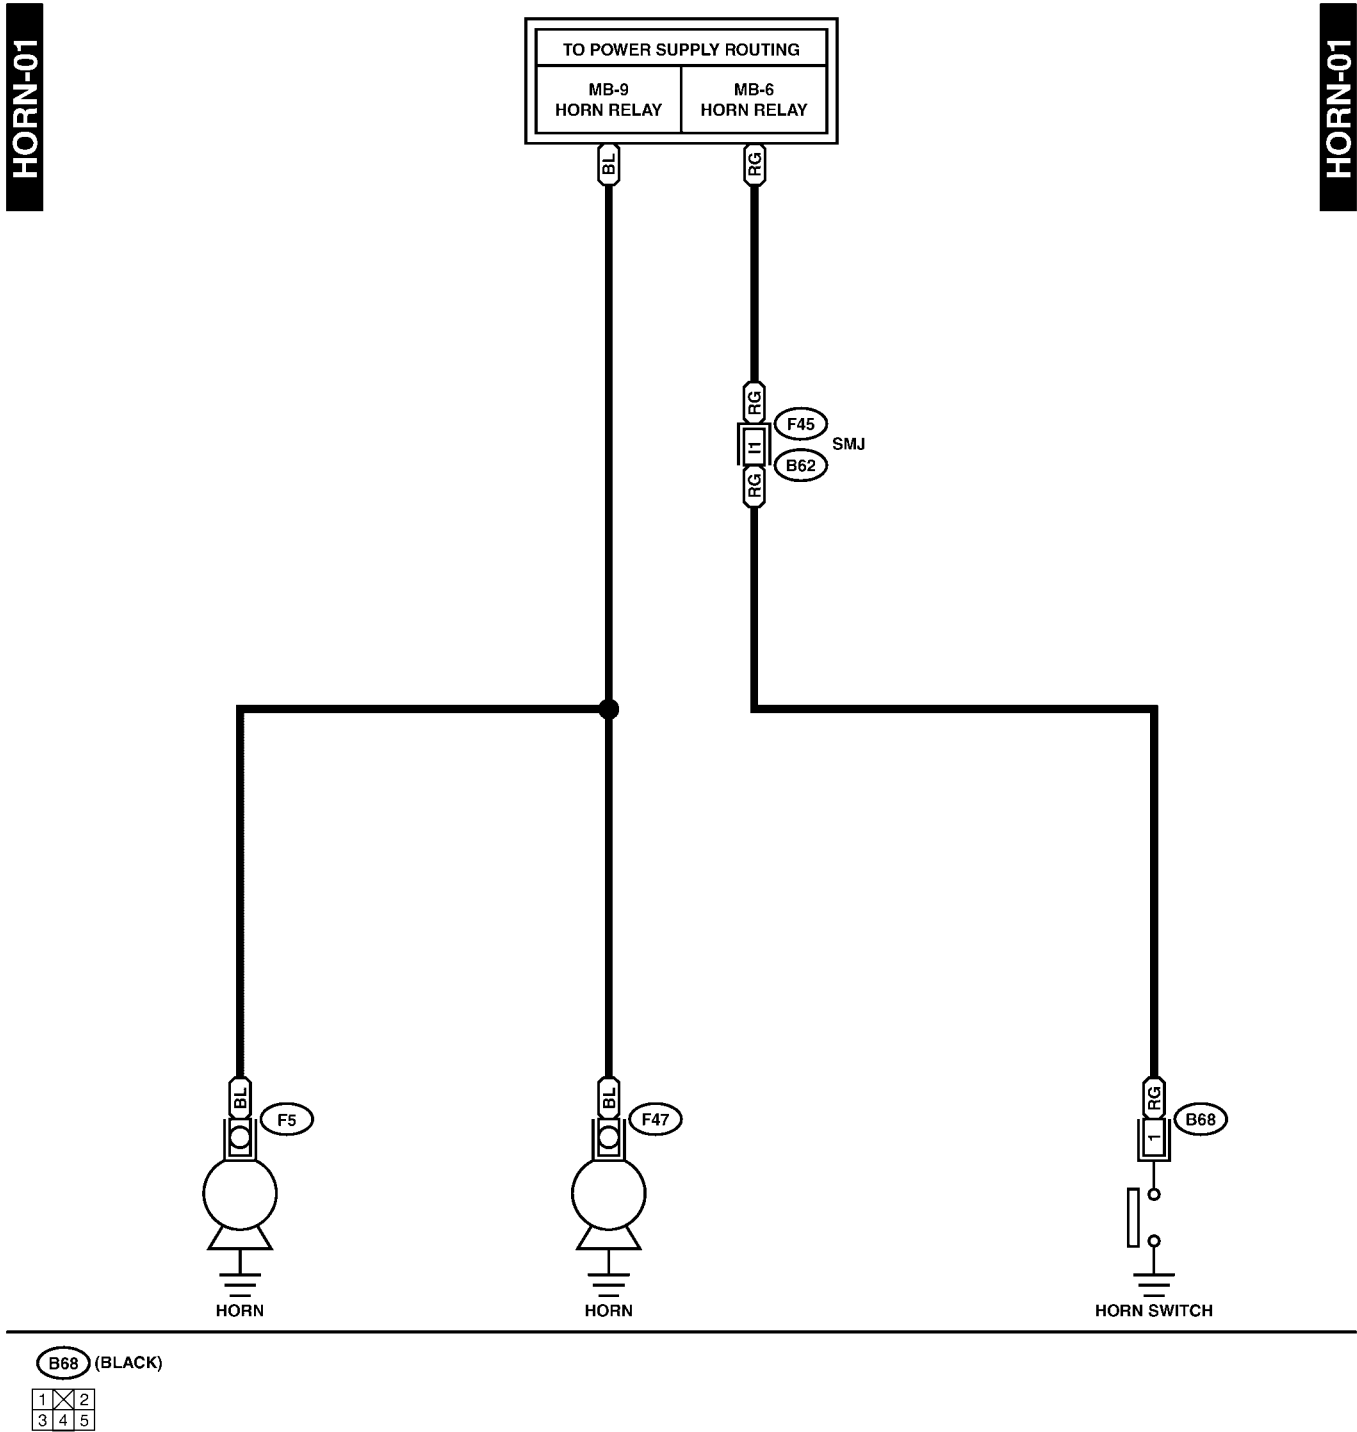 HORN-01
HORN-01
TO POWER SUPPLY ROUTING
MB-9
HORN RELAY
MB-6
HORN RELAY
BL
RG
RG
F45
I1
SMJ
B62
RG
BL
F5
BL
F47
RG
B68
1
HORN
HORN
HORN SWITCH
B68 (BLACK)
1 2
3 4 5